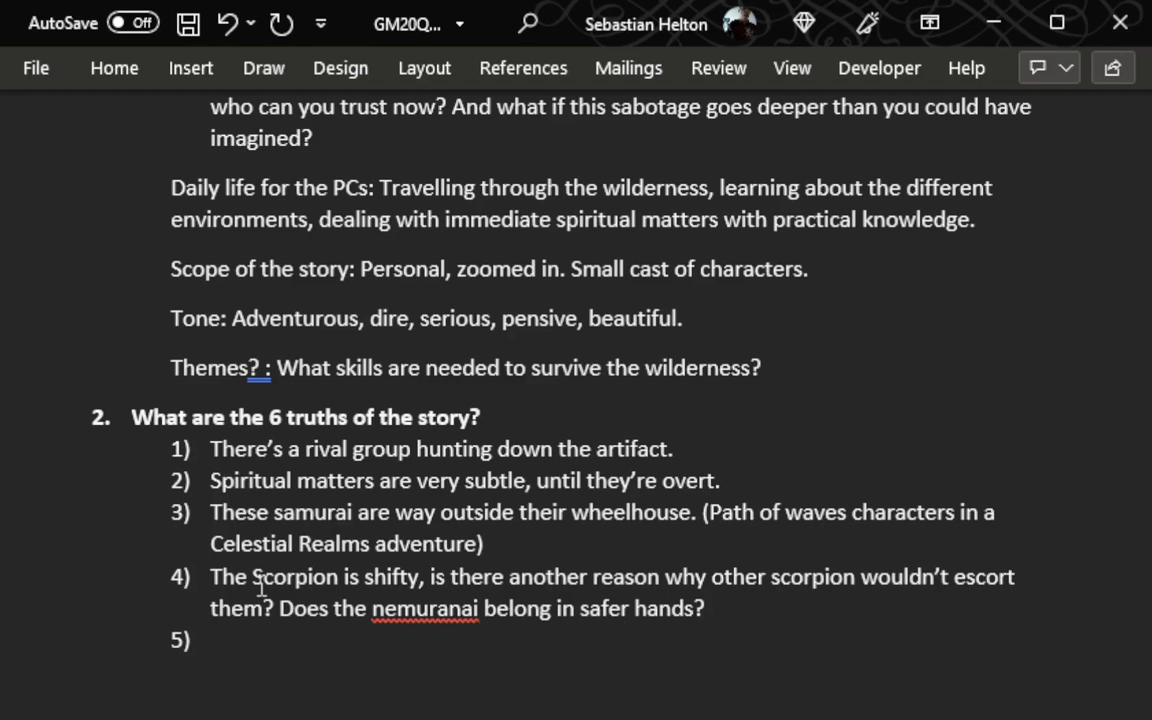 AutoSave Off GM20Q... Sebastian Helton
File Home Insert Draw Design Layout References Mailings Review View Developer Help
who can you trust now? And what if this sabotage goes deeper than you could have
imagined?
Daily life for the PCs: Travelling through the wilderness, learning about the different
environments, dealing with immediate spiritual matters with practical knowledge.
Scope of the story: Personal, zoomed in. Small cast of characters.
Tone: Adventurous, dire, serious, pensive, beautiful.
Themes? : What skills are needed to survive the wilderness?
2. What are the 6 truths of the story?
1) There’s a rival group hunting down the artifact.
2) Spiritual matters are very subtle, until they’re overt.
3) These samurai are way outside their wheelhouse. (Path of waves characters in a
Celestial Realms adventure)
4) The Scorpion is shifty, is there another reason why other scorpion wouldn’t escort
them? Does the nemuranai belong in safer hands?
5)